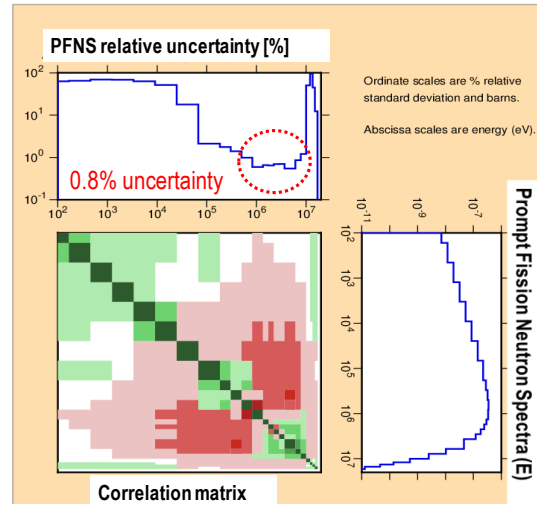 PFNS relative uncertainty [%]
10²
10¹
10⁰
10⁻¹
0.8% uncertainty
10² 10³ 10⁴ 10⁵ 10⁶ 10⁷
Ordinate scales are % relative
standard deviation and barns.
Abscissa scales are energy (eV).
10⁻¹¹ 10⁻⁹ 10⁻⁷
10²
10³
10⁴
10⁵
10⁶
10⁷
Prompt Fission Neutron Spectra (E)
Correlation matrix